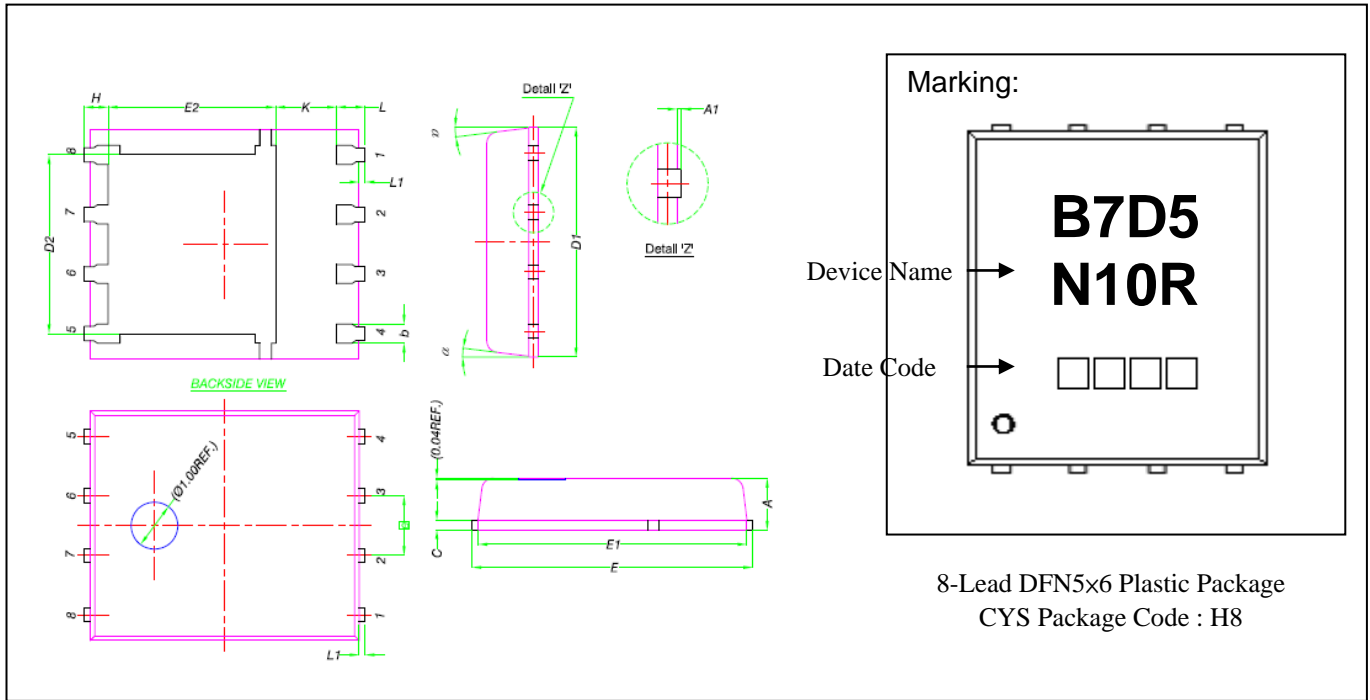 H
E2
K
L
8
1
L1
7
2
D2
6
3
5
4
b
BACKSIDE VIEW
Detail 'Z'
α
D1
α
A1
Detail 'Z'
5
4
(Ø1.00REF.)
6
3
7
2
8
1
L1
(0.04REF.)
A
C
E1
E
Marking:
B7D5
Device Name
N10R
Date Code
8-Lead DFN5×6 Plastic Package
CYS Package Code : H8